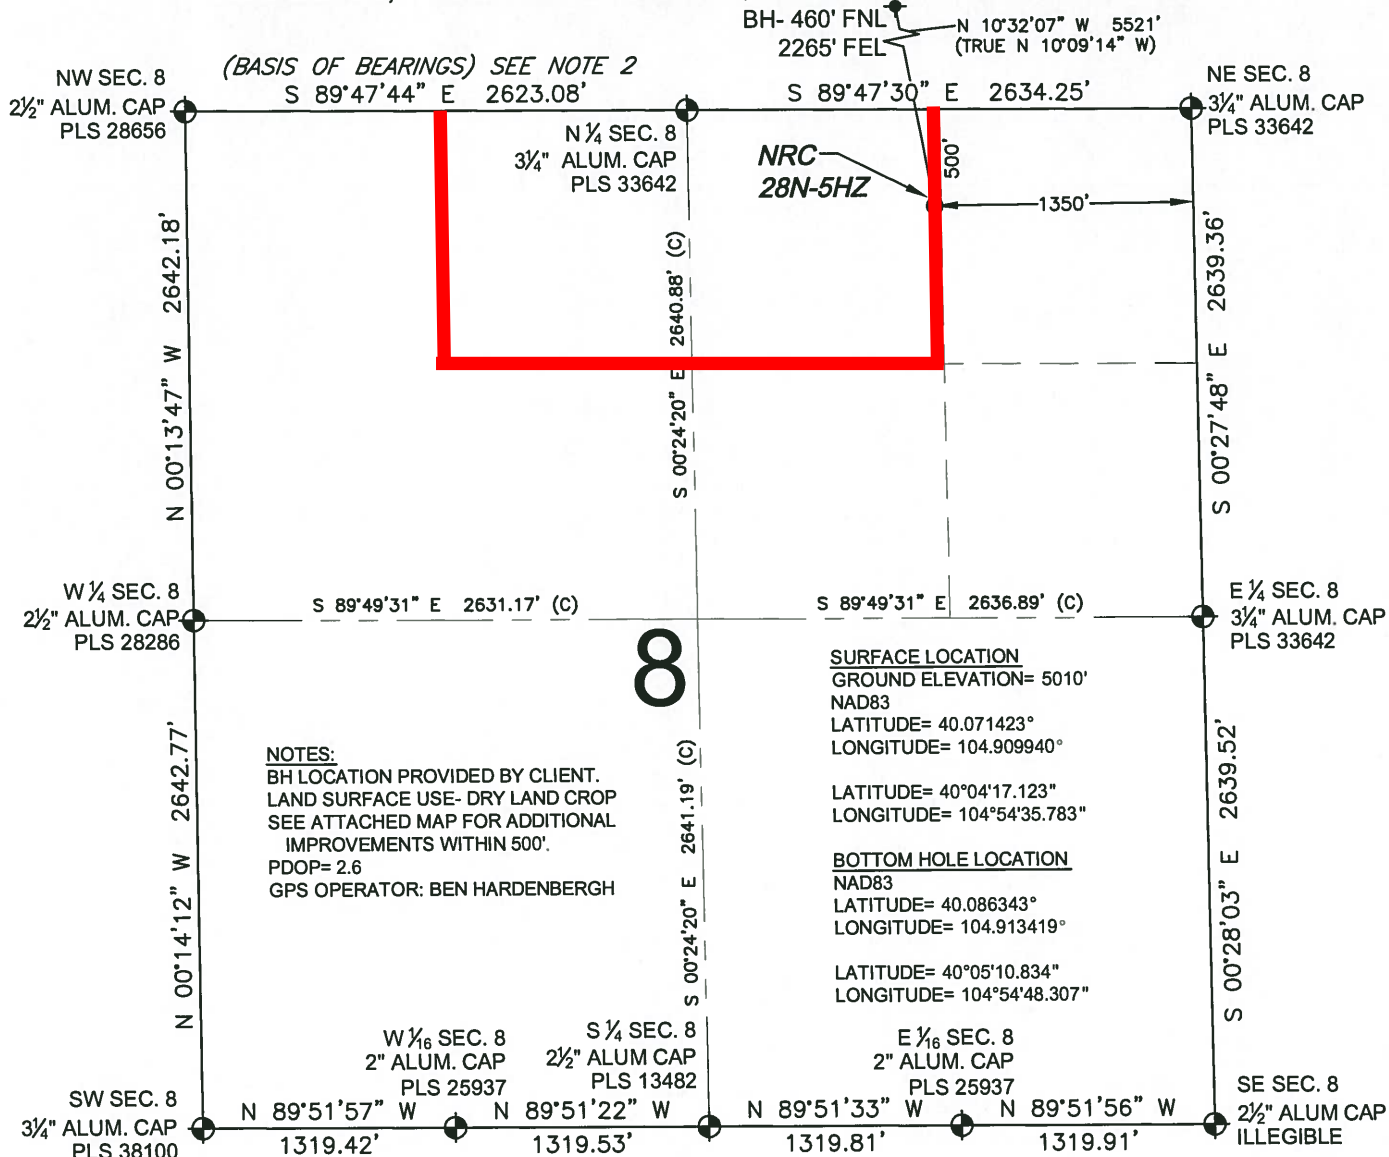 BH- 460' FNL
2265' FEL
N 10°32'07" W 5521'
(TRUE N 10°09'14" W)
(BASIS OF BEARINGS) SEE NOTE 2
S 89°47'44" E 2623.08'
S 89°47'30" E 2634.25'
NW SEC. 8
2½" ALUM. CAP
PLS 28656
N ¼ SEC. 8
3¼" ALUM. CAP
PLS 33642
NE SEC. 8
3¼" ALUM. CAP
PLS 33642
NRC
28N-5HZ
500'
1350'
N 00°13'47" W 2642.18'
S 00°24'20" E 2640.88' (C)
S 00°27'48" E 2639.36'
W ¼ SEC. 8
2½" ALUM. CAP
PLS 28286
S 89°49'31" E 2631.17' (C)
S 89°49'31" E 2636.89' (C)
E ¼ SEC. 8
3¼" ALUM. CAP
PLS 33642
8
SURFACE LOCATION
GROUND ELEVATION= 5010'
NAD83
LATITUDE= 40.071423°
LONGITUDE= 104.909940°
LATITUDE= 40°04'17.123"
LONGITUDE= 104°54'35.783"
BOTTOM HOLE LOCATION
NAD83
LATITUDE= 40.086343°
LONGITUDE= 104.913419°
LATITUDE= 40°05'10.834"
LONGITUDE= 104°54'48.307"
NOTES:
BH LOCATION PROVIDED BY CLIENT.
LAND SURFACE USE- DRY LAND CROP
SEE ATTACHED MAP FOR ADDITIONAL
IMPROVEMENTS WITHIN 500'.
PDOP= 2.6
GPS OPERATOR: BEN HARDENBERGH
N 00°14'12" W 2642.77'
S 00°24'20" E 2641.19' (C)
S 00°28'03" E 2639.52'
W 1⁄16 SEC. 8
2" ALUM. CAP
PLS 25937
S ¼ SEC. 8
2½" ALUM CAP
PLS 13482
E 1⁄16 SEC. 8
2" ALUM. CAP
PLS 25937
SW SEC. 8
3¼" ALUM. CAP
PLS 38100
SE SEC. 8
2½" ALUM CAP
ILLEGIBLE
N 89°51'57" W
1319.42'
N 89°51'22" W
1319.53'
N 89°51'33" W
1319.81'
N 89°51'56" W
1319.91'